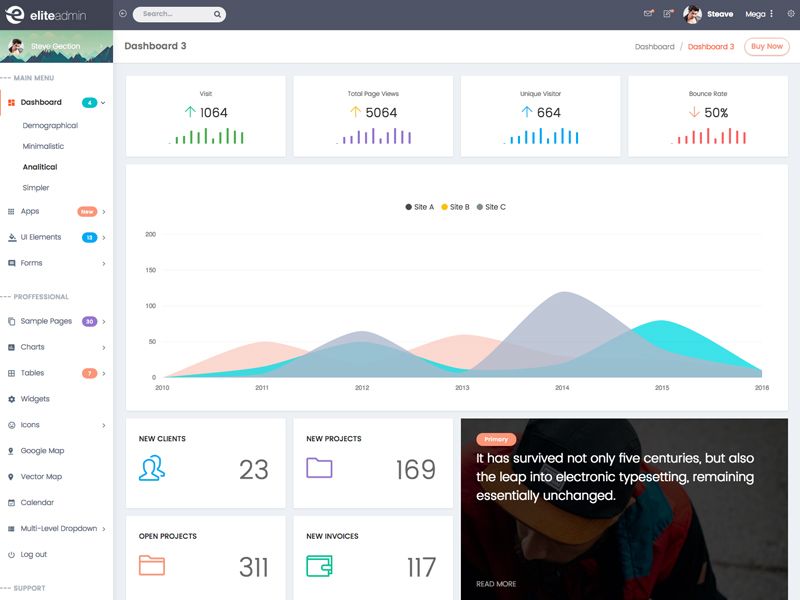 eliteadmin
Search...
Steave
Mega
Steve Gection
Dashboard 3
Dashboard / Dashboard 3
Buy Now
--- MAIN MENU
Dashboard 4
Demographical
Minimalistic
Analitical
Simpler
Apps New
UI Elements 13
Forms
--- PROFFESSIONAL
Sample Pages 30
Charts
Tables 7
Widgets
Icons
Google Map
Vector Map
Calendar
Multi-Level Dropdown
Log out
--- SUPPORT
Visit
1064
Total Page Views
5064
Unique Visitor
664
Bounce Rate
50%
Site A Site B Site C
200
150
100
50
0
2010 2011 2012 2013 2014 2015 2016
NEW CLIENTS
23
NEW PROJECTS
169
OPEN PROJECTS
311
NEW INVOICES
117
Primary
It has survived not only five centuries, but also
the leap into electronic typesetting, remaining
essentially unchanged.
READ MORE